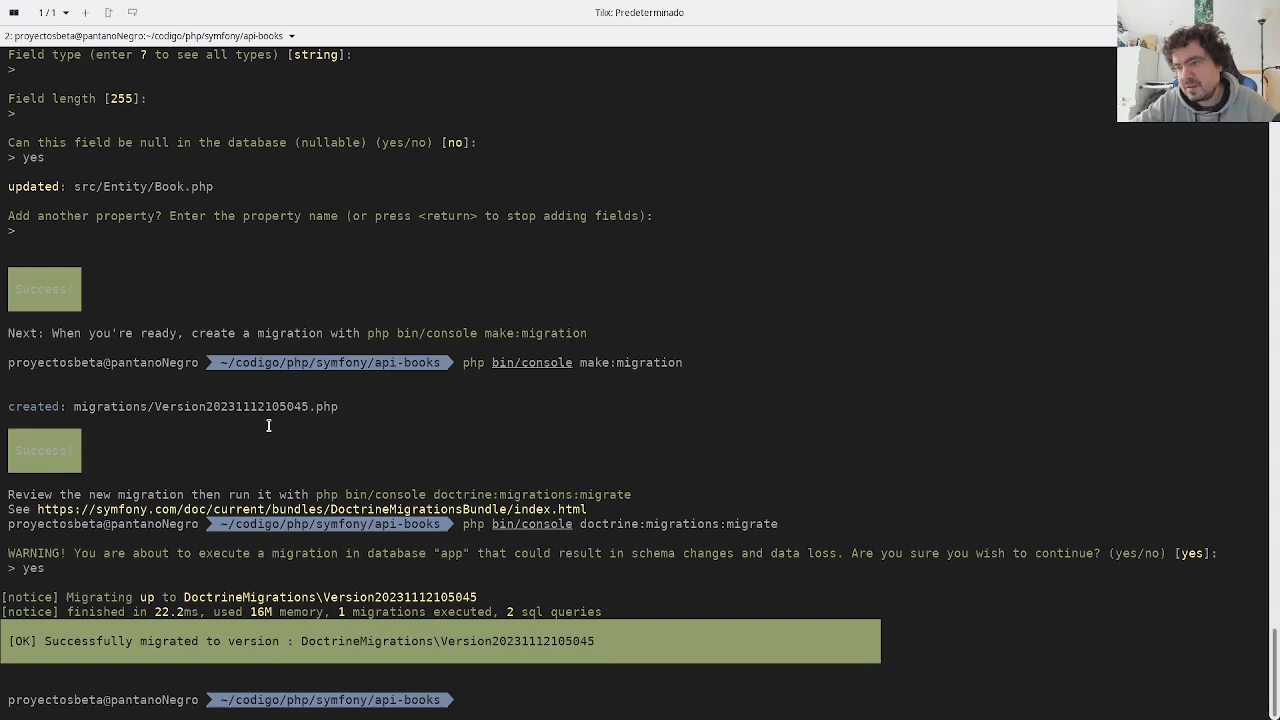 1 / 1
Tilix: Predeterminado
2: proyectosbeta@pantanoNegro:~/codigo/php/symfony/api-books
Field type (enter ? to see all types) [string]:
>
Field length [255]:
>
Can this field be null in the database (nullable) (yes/no) [no]:
> yes
updated: src/Entity/Book.php
Add another property? Enter the property name (or press <return> to stop adding fields):
>
Success!
Next: When you're ready, create a migration with php bin/console make:migration
proyectosbeta@pantanoNegro ~/codigo/php/symfony/api-books php bin/console make:migration
created: migrations/Version20231112105045.php
Success!
Review the new migration then run it with php bin/console doctrine:migrations:migrate
See https://symfony.com/doc/current/bundles/DoctrineMigrationsBundle/index.html
proyectosbeta@pantanoNegro ~/codigo/php/symfony/api-books php bin/console doctrine:migrations:migrate
WARNING! You are about to execute a migration in database "app" that could result in schema changes and data loss. Are you sure you wish to continue? (yes/no) [yes]:
> yes
[notice] Migrating up to DoctrineMigrations\Version20231112105045
[notice] finished in 22.2ms, used 16M memory, 1 migrations executed, 2 sql queries
[OK] Successfully migrated to version : DoctrineMigrations\Version20231112105045
proyectosbeta@pantanoNegro ~/codigo/php/symfony/api-books